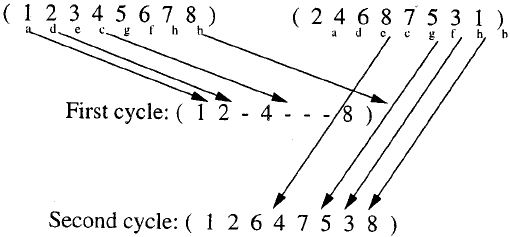 ( 1 2 3 4 5 6 7 8 ) ( 2 4 6 8 7 5 3 1 )
a d e c g f h b a d e c g f h b
First cycle: ( 1 2 - 4 - - - 8 )
Second cycle: ( 1 2 6 4 7 5 3 8 )